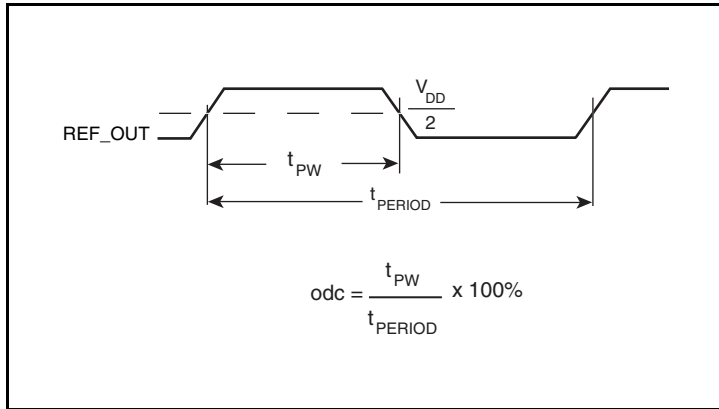 V_DD
2
REF_OUT
t_PW
t_PERIOD
odc = t_PW / t_PERIOD x 100%